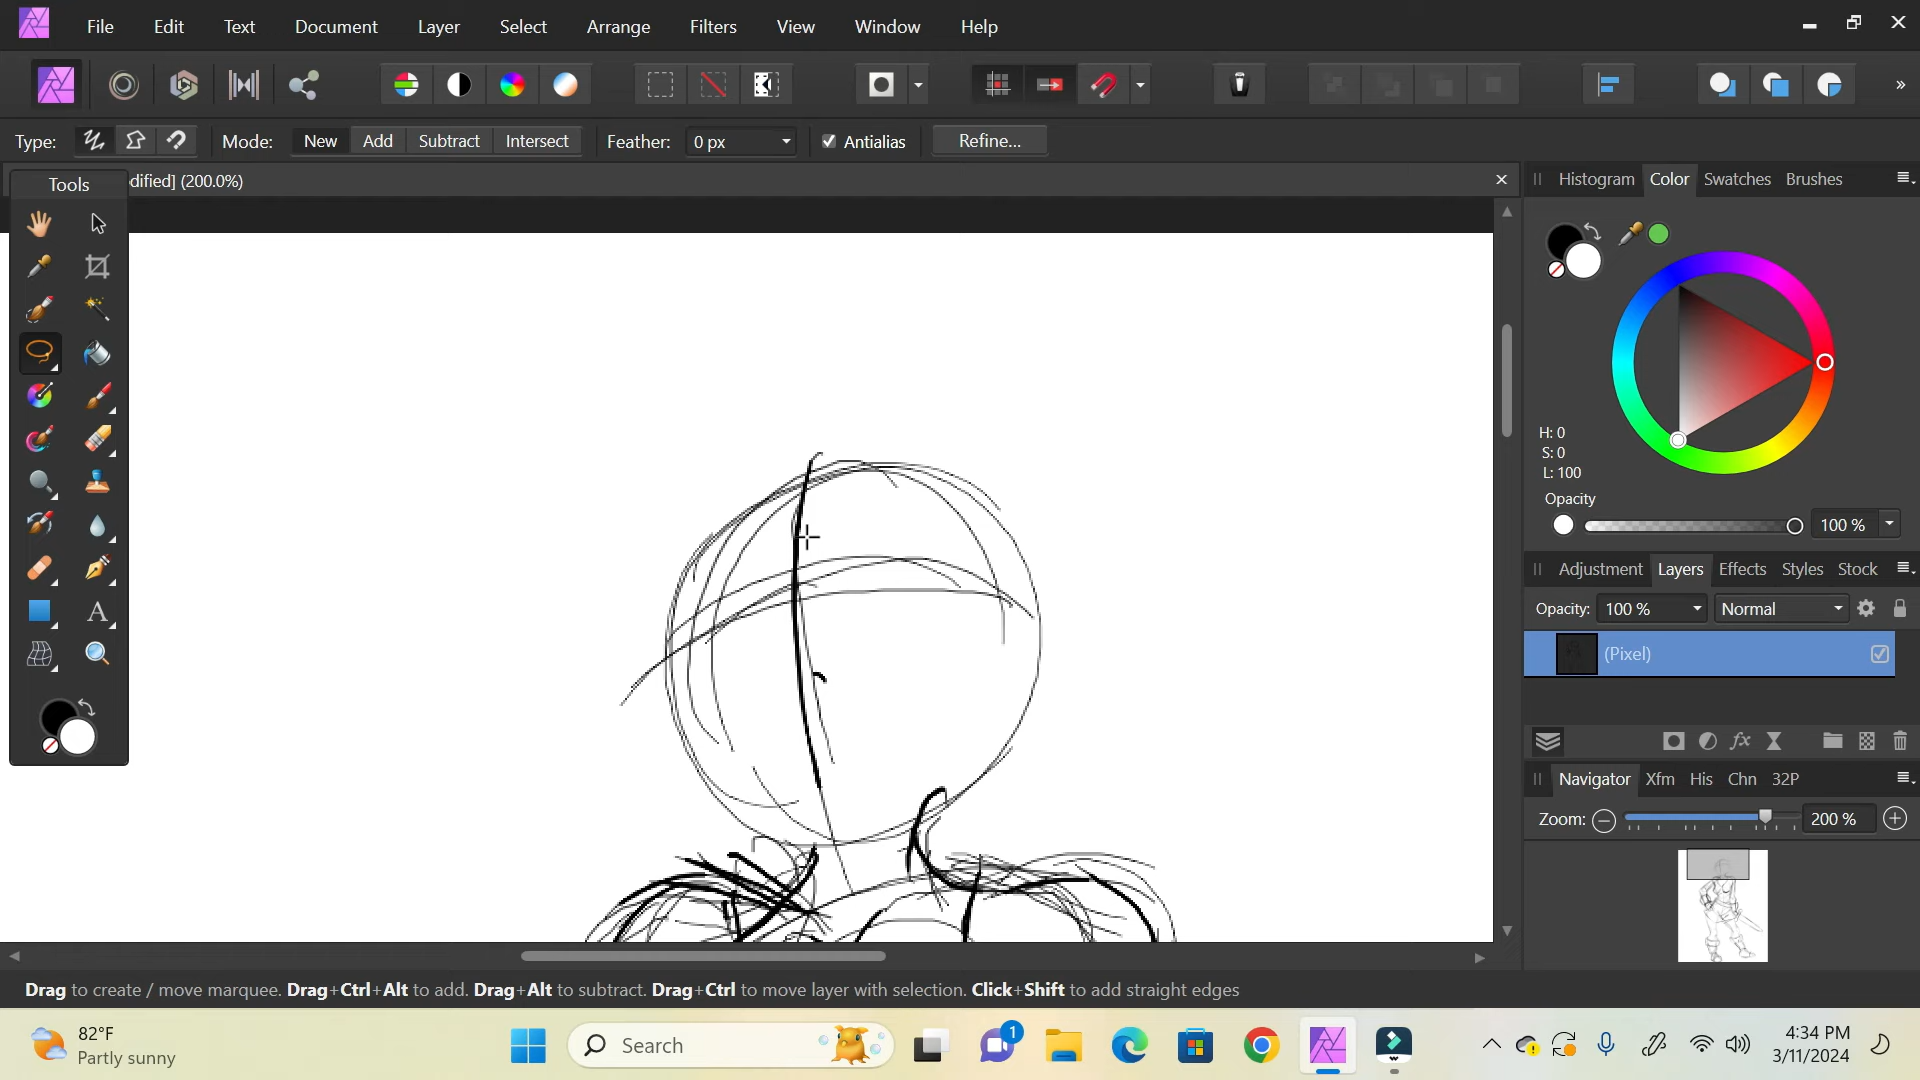 File Edit Text Document Layer Select Arrange Filters View Window Help
»
Type: Mode: New Add Subtract Intersect Feather: 0 px Antialias Refine...
Tools
dified] (200.0%)
Histogram Color Swatches Brushes
H: 0
S: 0
L: 100
Opacity
100 %
Adjustment Layers Effects Styles Stock
Opacity: 100 % Normal
(Pixel)
fx
Navigator Xfm His Chn 32P
Zoom: 200 %
A
Drag to create / move marquee. Drag+Ctrl+Alt to add. Drag+Alt to subtract. Drag+Ctrl to move layer with selection. Click+Shift to add straight edges
82°F
Partly sunny
Search
1
4:34 PM
3/11/2024